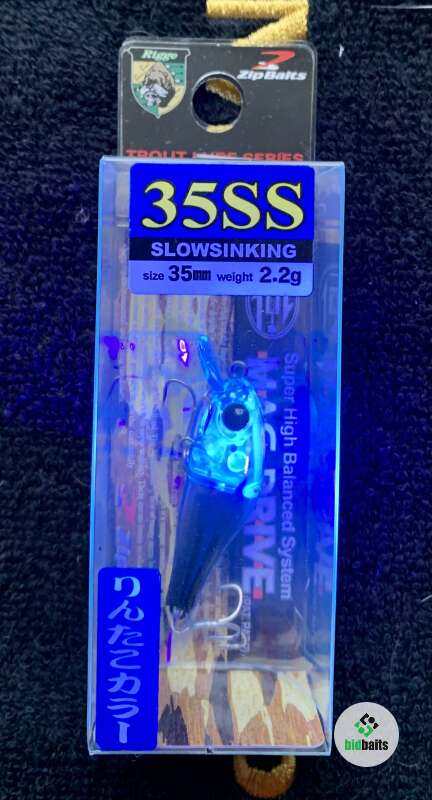 Rigge
ZipBaits
TROUT LURE SERIES
35SS
SLOWSINKING
size 35mm weight 2.2g
Super High Balanced System
MAG DRIVE
りんたこカラー
bidbaits